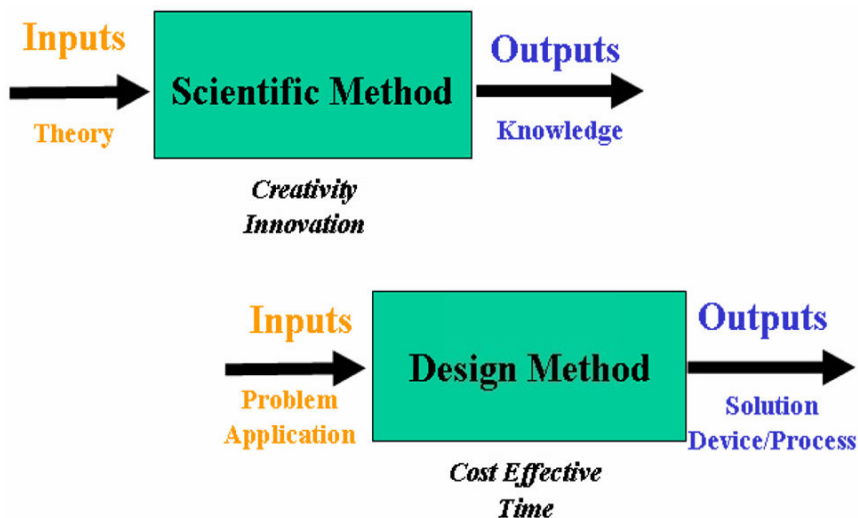 Inputs
Scientific Method
Outputs
Theory
Knowledge
Creativity
Innovation
Inputs
Design Method
Outputs
Problem
Application
Solution
Device/Process
Cost Effective
Time